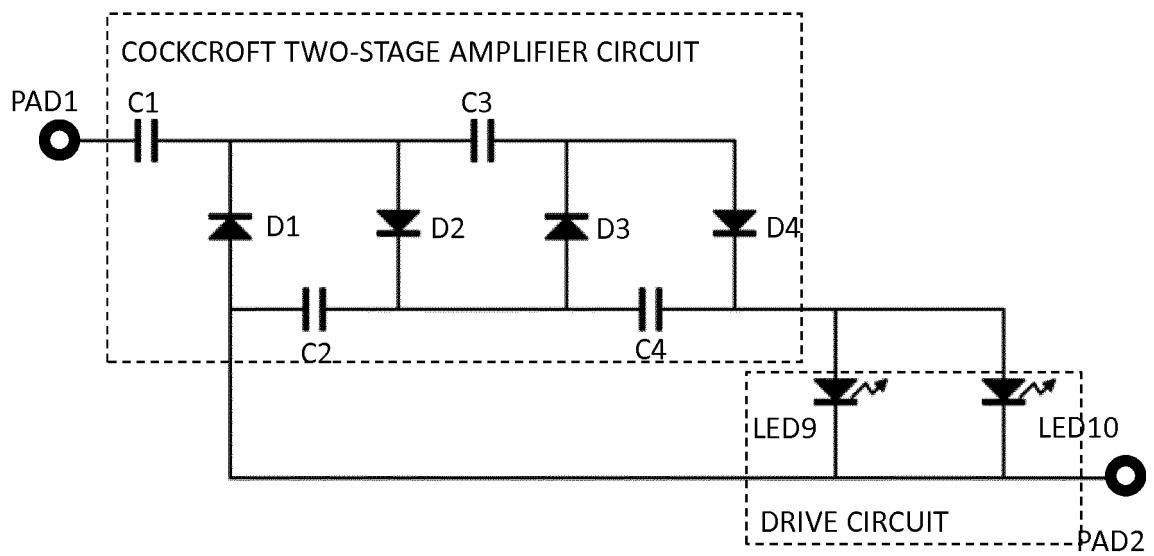 COCKCROFT TWO-STAGE AMPLIFIER CIRCUIT
PAD1
C1
C3
D1
D2
D3
D4
C2
C4
LED9
LED10
DRIVE CIRCUIT
PAD2